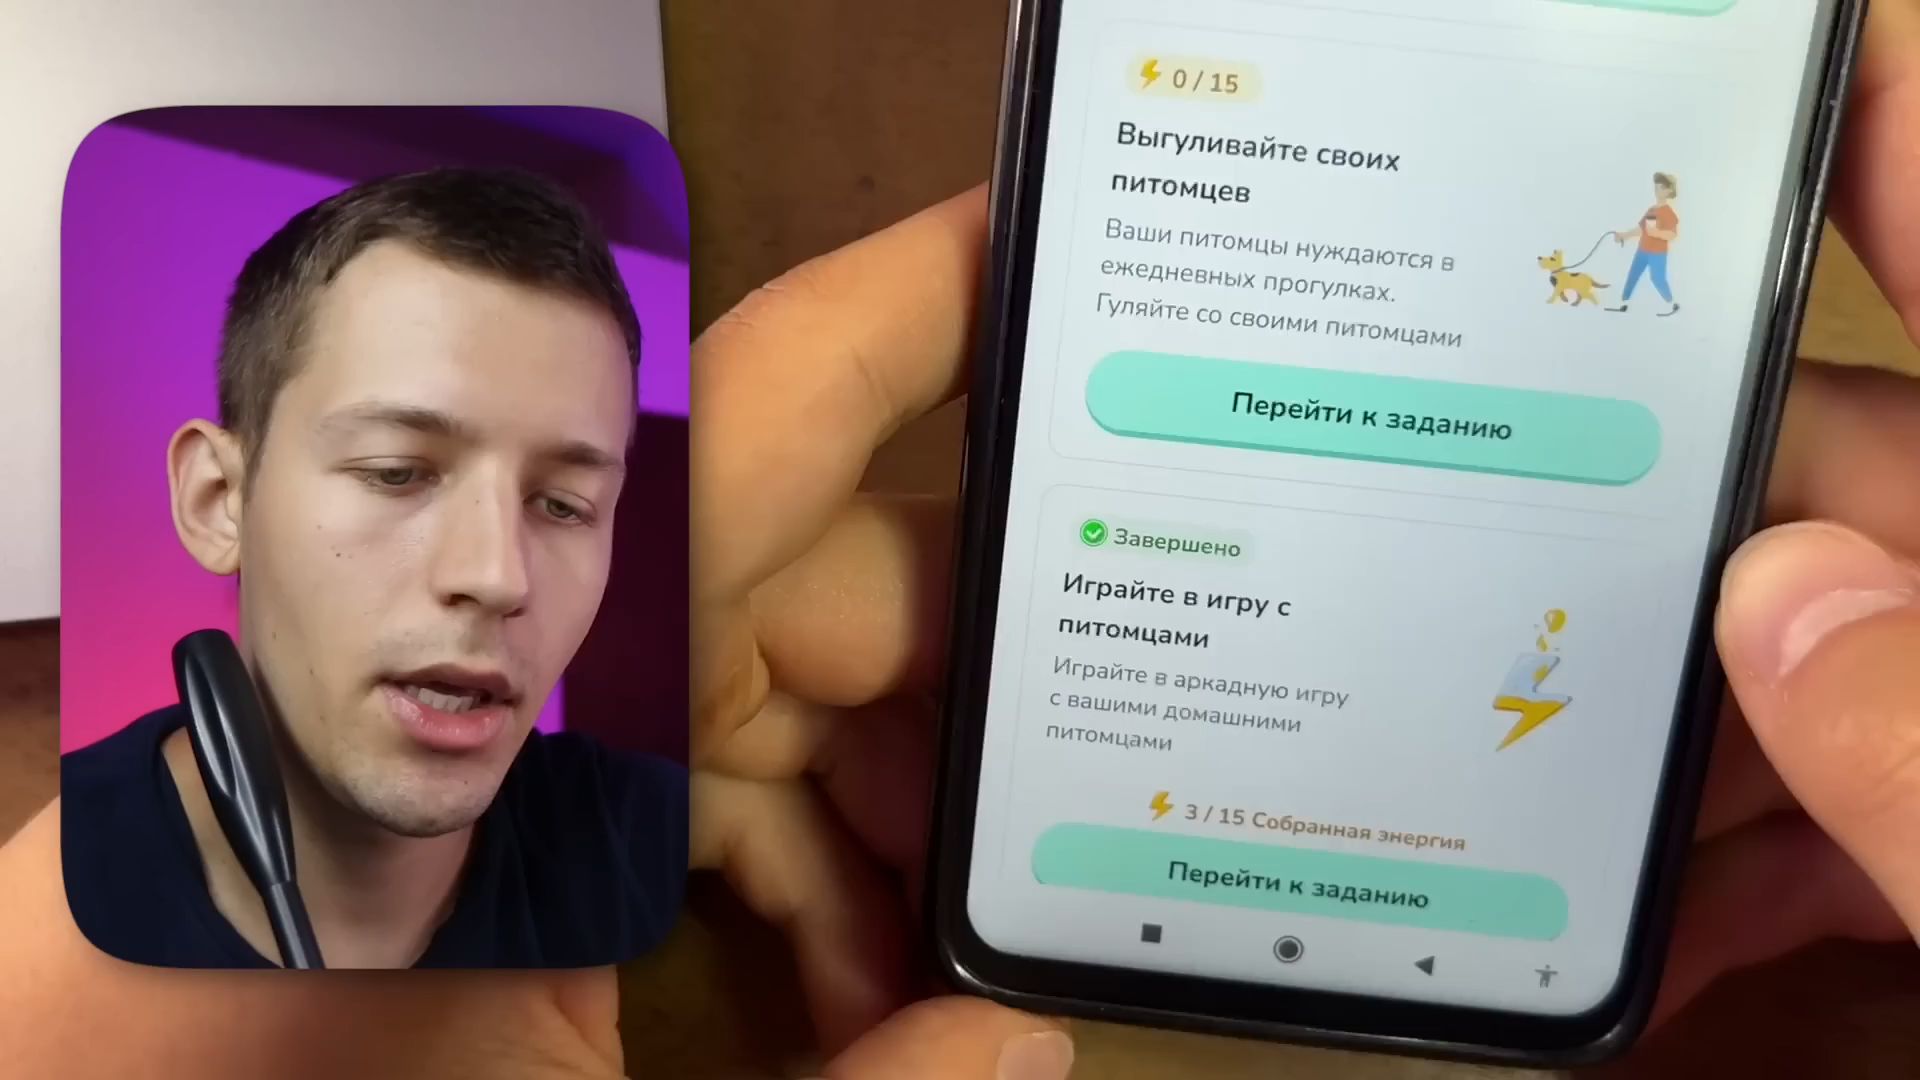 0 / 15
Выгуливайте своих
питомцев
Ваши питомцы нуждаются в
ежедневных прогулках.
Гуляйте со своими питомцами
Перейти к заданию
Завершено
Играйте в игру с
питомцами
Играйте в аркадную игру
с вашими домашними
питомцами
3 / 15 Собранная энергия
Перейти к заданию